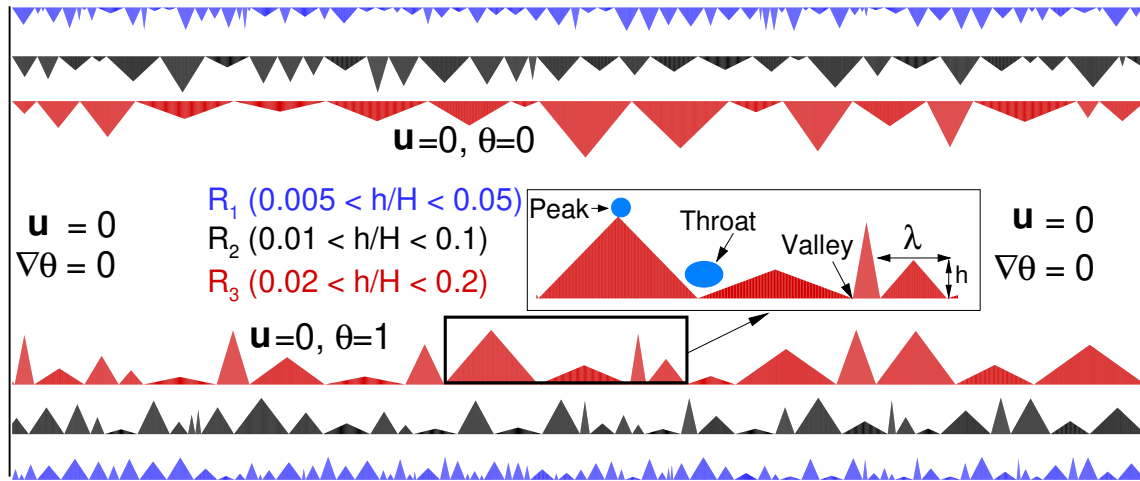 u=0, θ=0
R₁ (0.005 < h/H < 0.05)
R₂ (0.01 < h/H < 0.1)
R₃ (0.02 < h/H < 0.2)
u = 0
∇θ = 0
Peak
Throat
Valley
λ
h
u = 0
∇θ = 0
u=0, θ=1